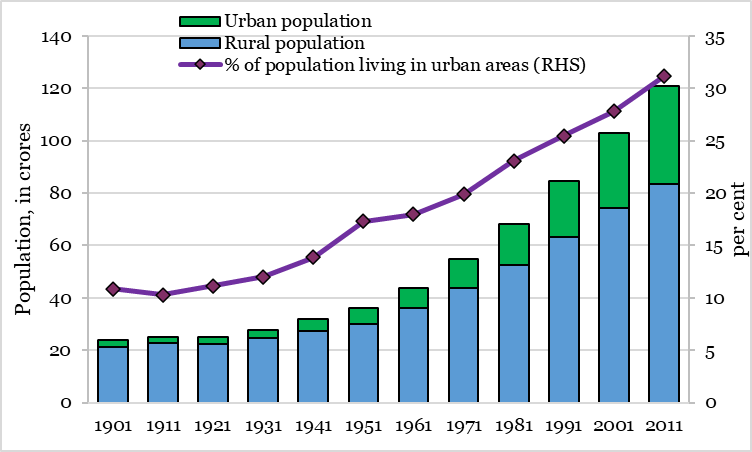 Urban population
Rural population
% of population living in urban areas (RHS)
140
120
100
80
60
40
20
0
Population, in crores
35
30
25
20
15
10
5
0
per cent
1901 1911 1921 1931 1941 1951 1961 1971 1981 1991 2001 2011